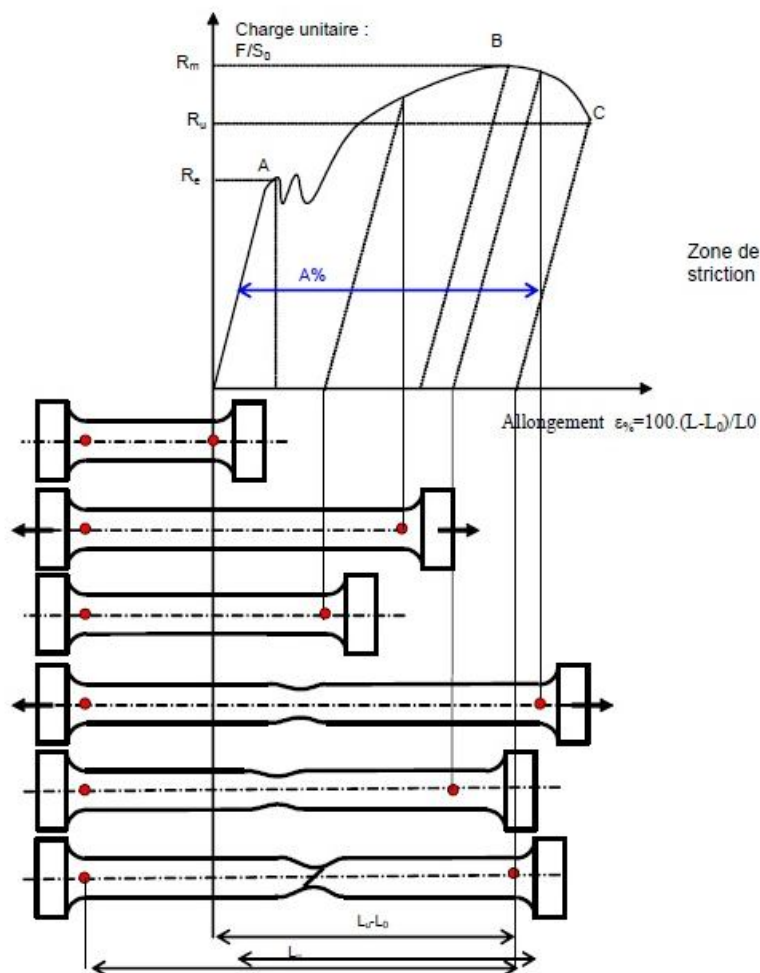 Charge unitaire :
F/S₀
B
Rₘ
Rᵤ
C
A
Rₑ
Zone de
striction
A%
Allongement ε%=100.(L-L₀)/L0
Lᵤ-L₀